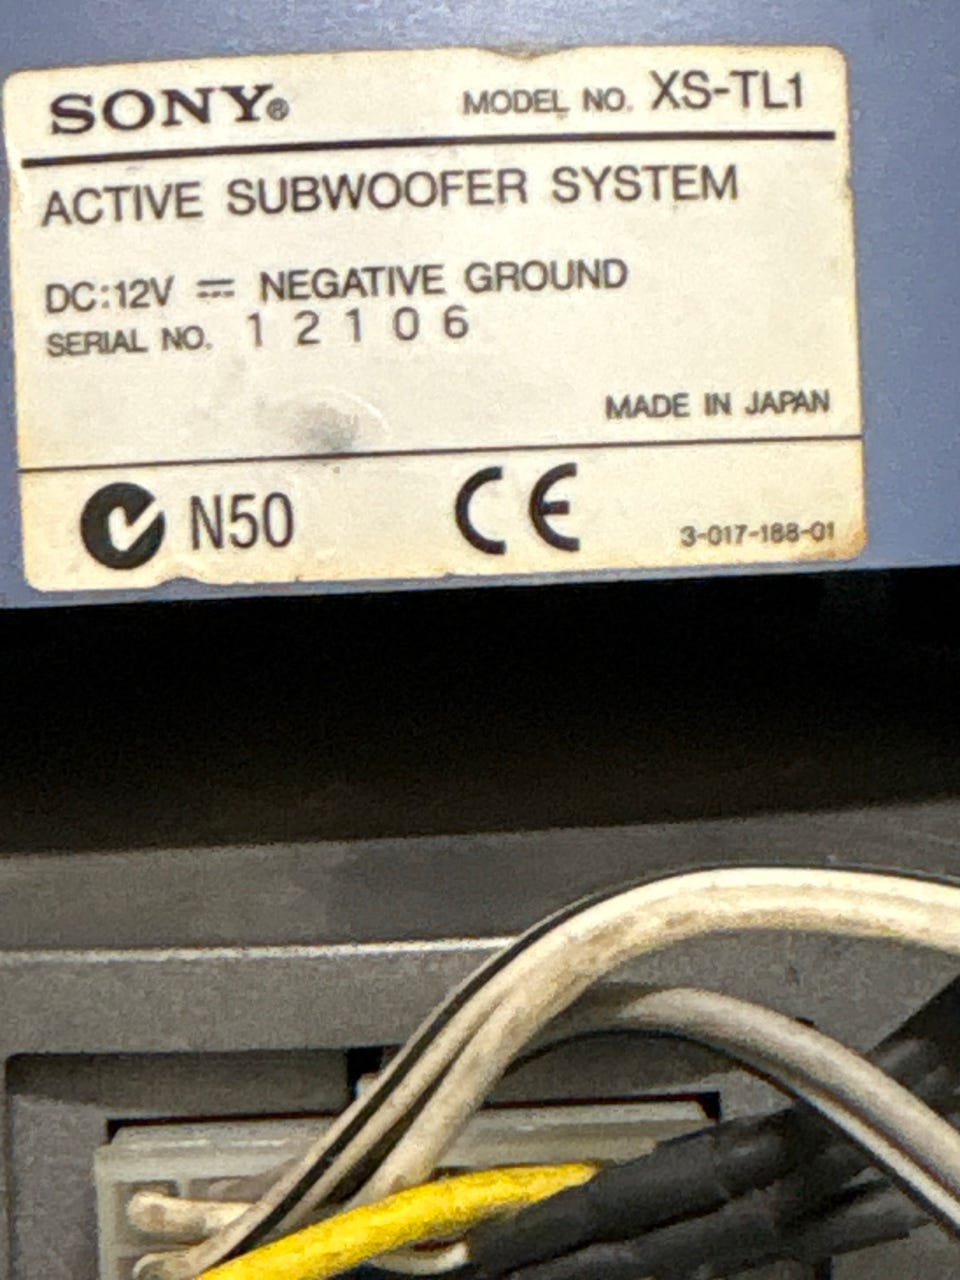 SONY®
MODEL NO. XS-TL1
ACTIVE SUBWOOFER SYSTEM
DC:12V ⎓ NEGATIVE GROUND
SERIAL NO. 12106
MADE IN JAPAN
N50 CE
3-017-188-01